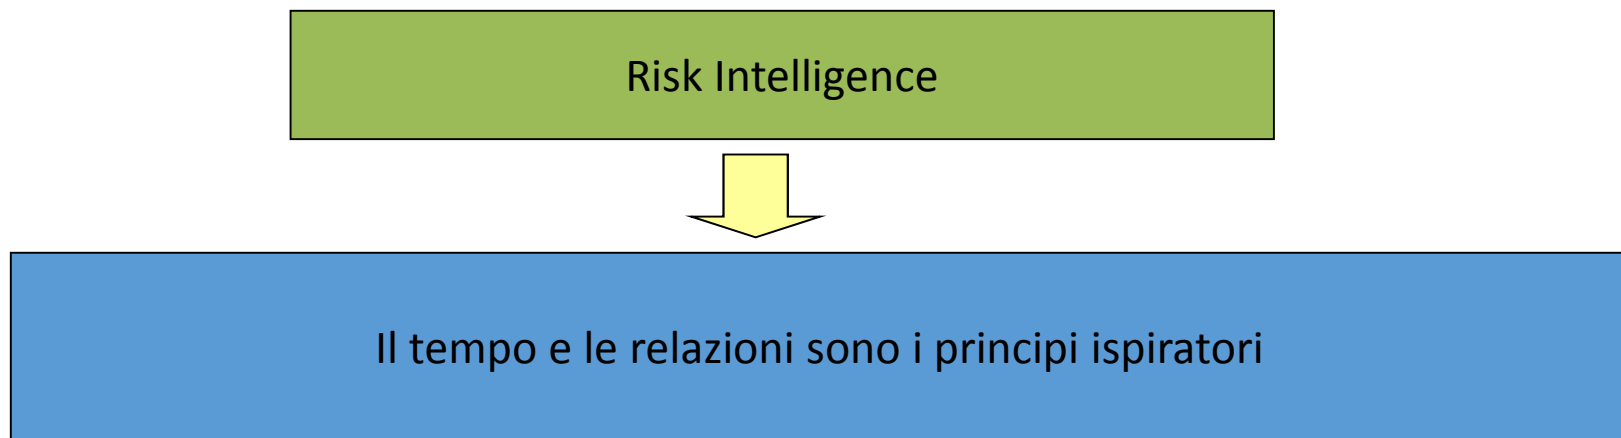 Risk Intelligence
Il tempo e le relazioni sono i principi ispiratori